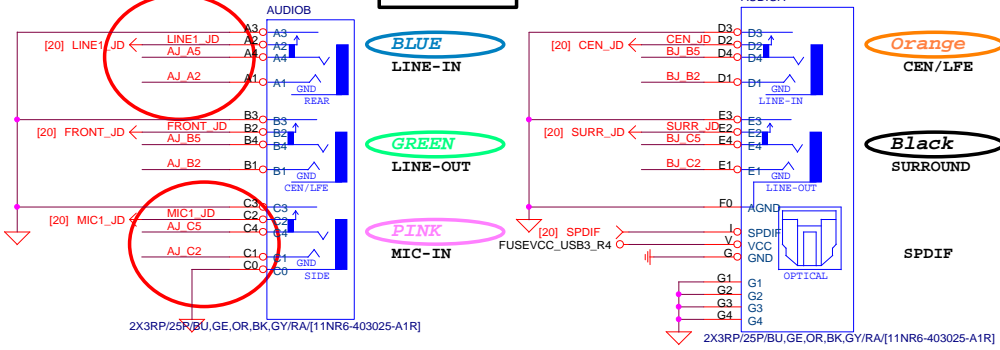 AUDIOB
A3 A3
[20] LINE1_JD LINE1_JD A2 A2
AJ_A5 A4 A4
AJ_A2 A1 A1
GND
REAR
BLUE
LINE-IN
B3 B3
[20] FRONT_JD FRONT_JD B2 B2
AJ_B5 B4 B4
AJ_B2 B1 B1
GND
CEN/LFE
GREEN
LINE-OUT
C3 C3
[20] MIC1_JD MIC1_JD C2 C2
AJ_C5 C4 C4
AJ_C2 C1 C1
C0 C0
GND
SIDE
PINK
MIC-IN
2X3RP/25P/BU,GE,OR,BK,GY/RA/[11NR6-403025-A1R]
D3 D3
[20] CEN_JD CEN_JD D2 D2
BJ_B5 D4 D4
BJ_B2 D1 D1
GND
LINE-IN
Orange
CEN/LFE
E3 E3
[20] SURR_JD SURR_JD E2 E2
BJ_C5 E4 E4
BJ_C2 E1 E1
GND
LINE-OUT
Black
SURROUND
F0 AGND
[20] SPDIF I SPDIF
FUSEVCC_USB3_R4 V VCC
G GND
OPTICAL
SPDIF
G1 G1
G2 G2
G3 G3
G4 G4
2X3RP/25P/BU,GE,OR,BK,GY/RA/[11NR6-403025-A1R]